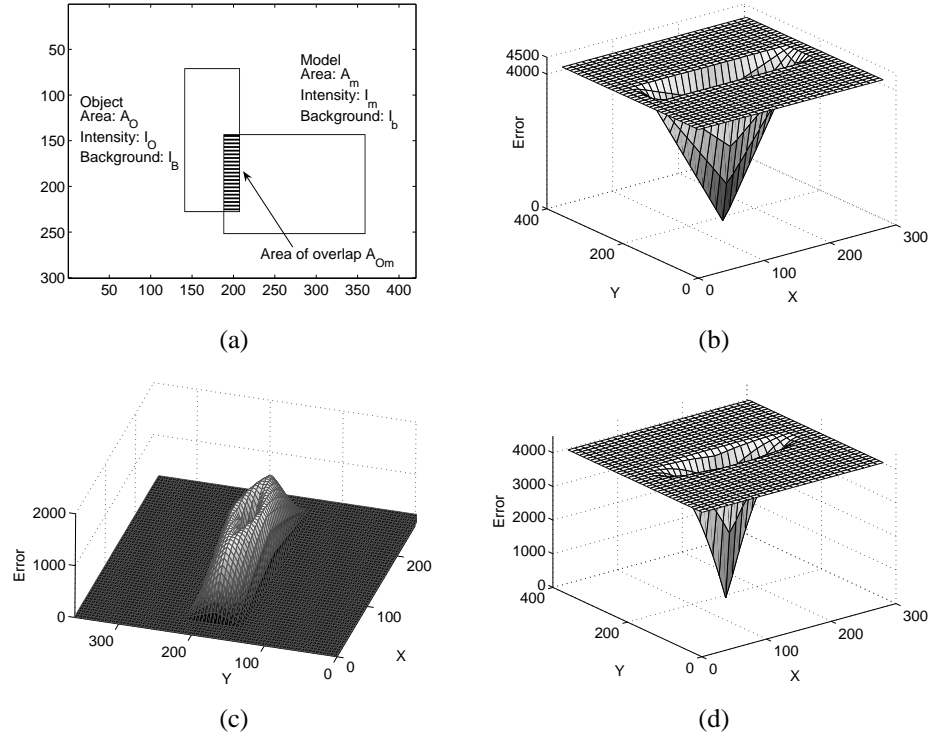 0
50
100
150
200
250
300
50 100 150 200 250 300 350 400
Object
Area: A_O
Intensity: I_O
Background: I_B
Model
Area: A_m
Intensity: I_m
Background: I_b
Area of overlap A_Om
(a)
4500
4000
0
Error
400
200
0
Y
0
100
200
300
X
(b)
2000
1000
0
Error
300
200
100
0
Y
0
100
200
X
(c)
4000
3000
2000
1000
0
Error
400
200
0
Y
0
100
200
300
X
(d)